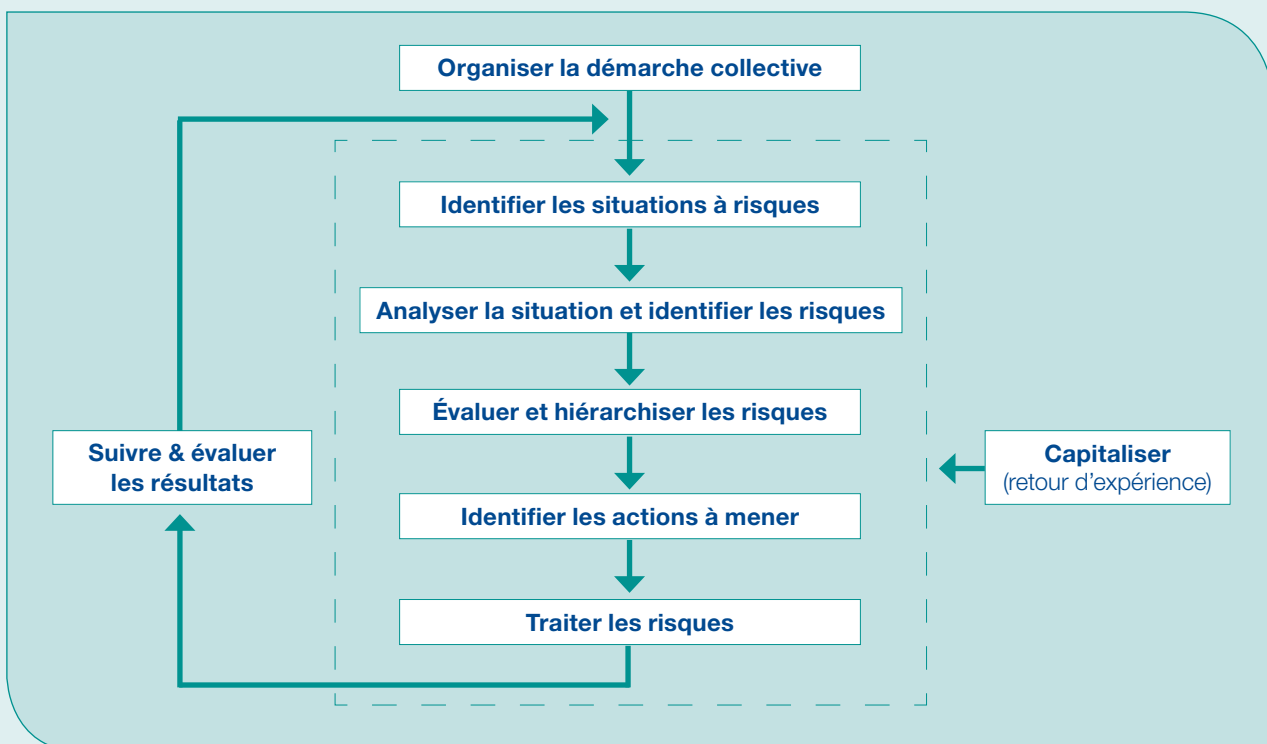 Organiser la démarche collective
Identifier les situations à risques
Analyser la situation et identifier les risques
Évaluer et hiérarchiser les risques
Suivre & évaluer
les résultats
Capitaliser
(retour d’expérience)
Identifier les actions à mener
Traiter les risques